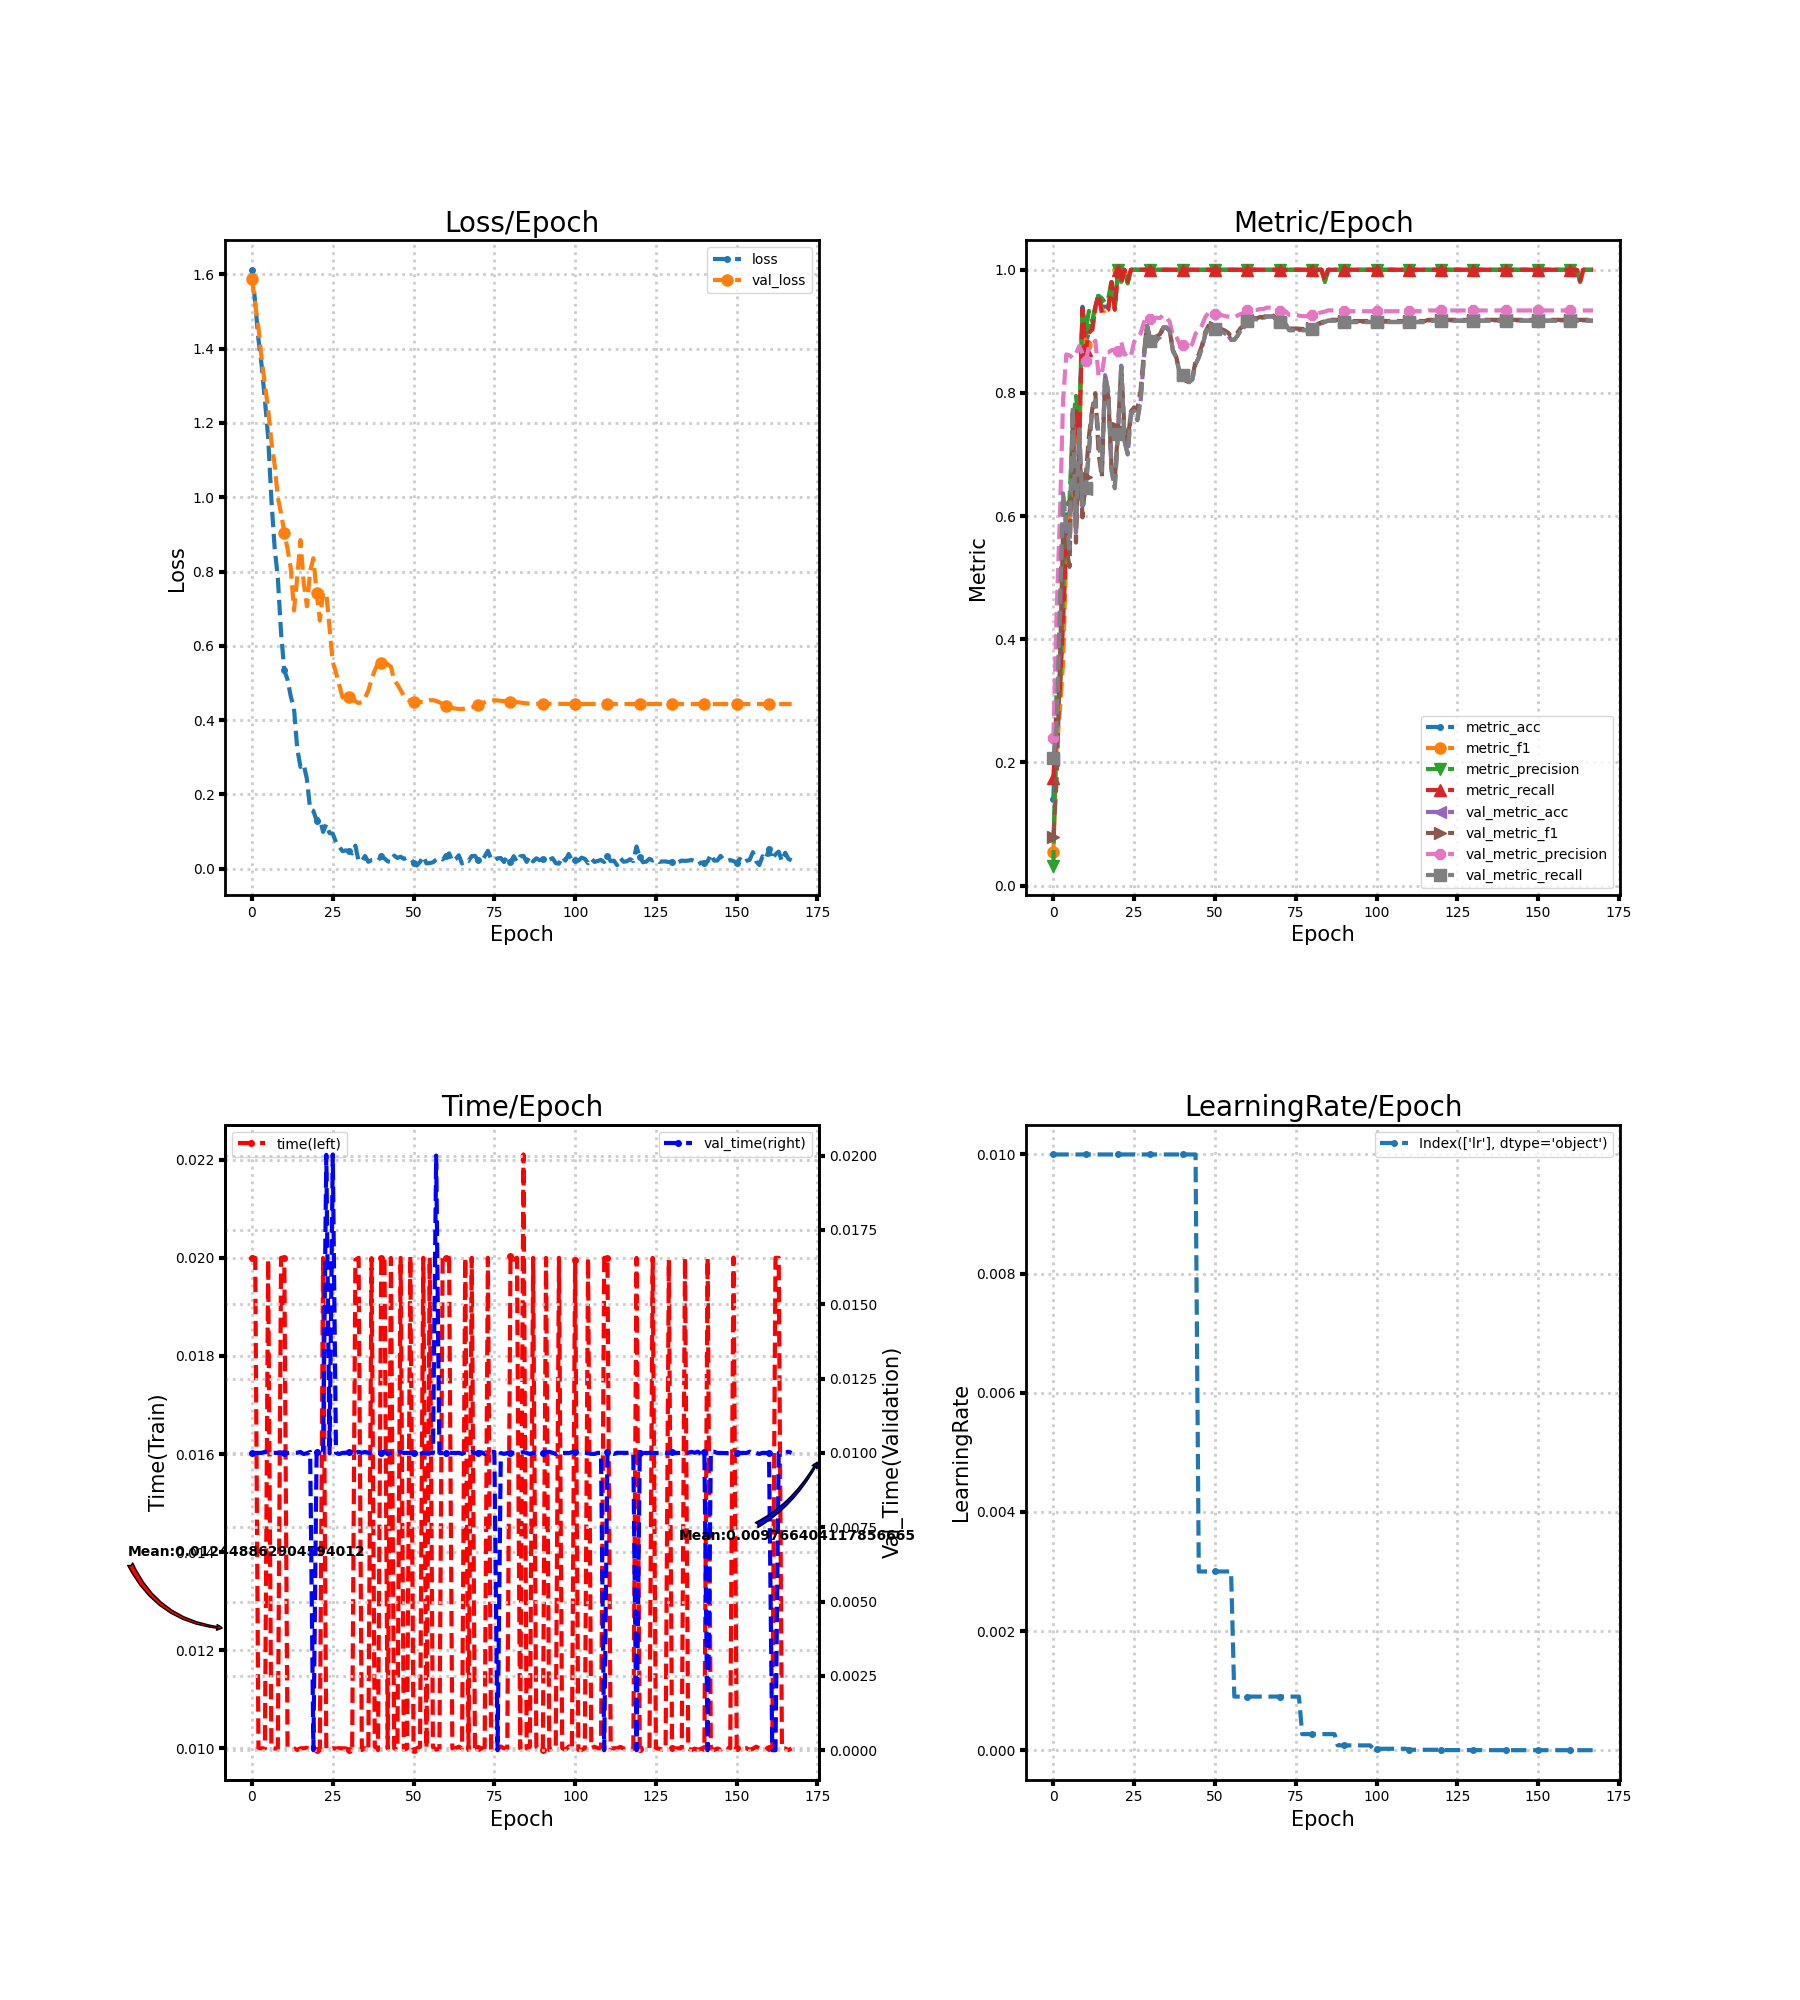 Loss/Epoch
loss
val_loss
1.6
1.4
1.2
1.0
0.8
0.6
0.4
0.2
0.0
Loss
0 25 50 75 100 125 150 175
Epoch
Metric/Epoch
1.0
0.8
0.6
0.4
0.2
0.0
Metric
metric_acc
metric_f1
metric_precision
metric_recall
val_metric_acc
val_metric_f1
val_metric_precision
val_metric_recall
0 25 50 75 100 125 150 175
Epoch
Time/Epoch
time(left)
val_time(right)
0.022
0.020
0.018
0.016
0.014
0.012
0.010
Time(Train)
0.0200
0.0175
0.0150
0.0125
0.0100
0.0075
0.0050
0.0025
0.0000
Val_Time(Validation)
Mean:0.009766404117856665
0 25 50 75 100 125 150 175
Epoch
LearningRate/Epoch
Index(['lr'], dtype='object')
0.010
0.008
0.006
0.004
0.002
0.000
LearningRate
0 25 50 75 100 125 150 175
Epoch